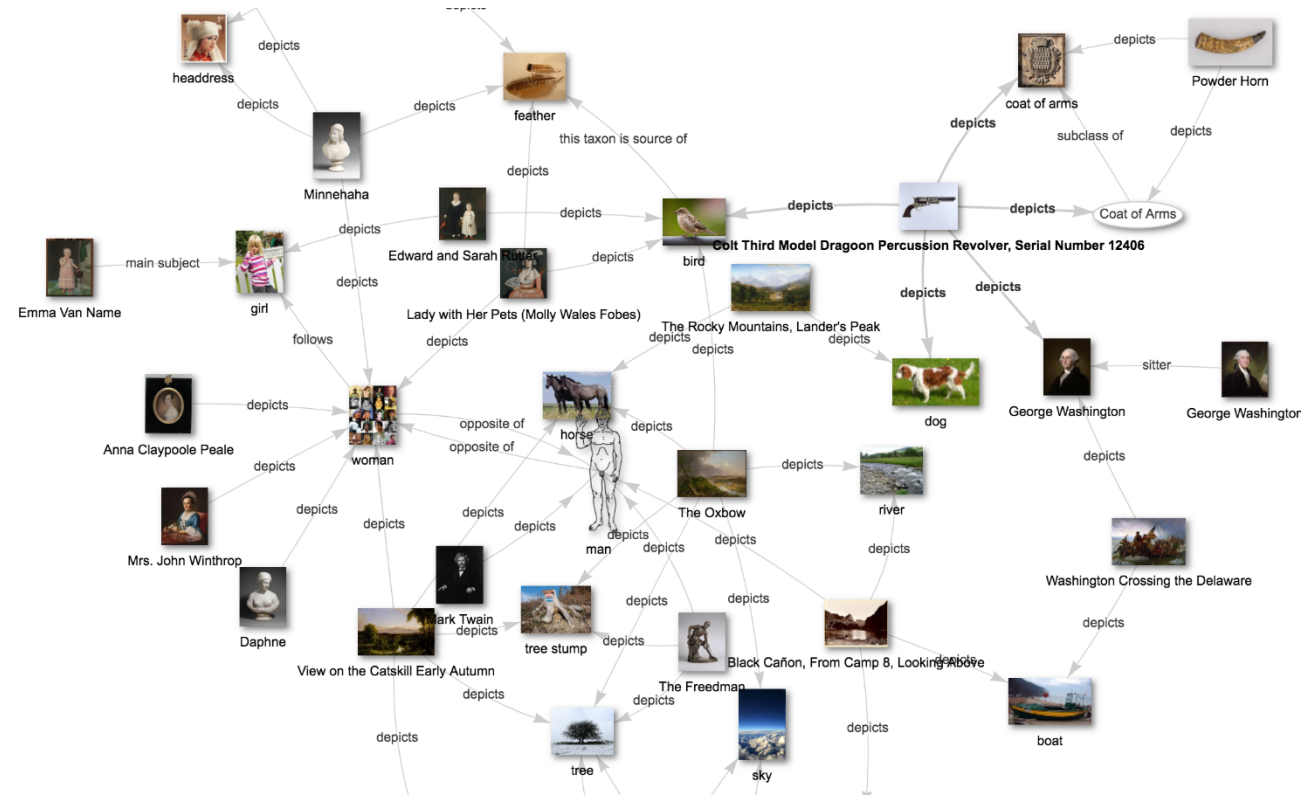 depicts
depicts
headdress
depicts
Powder Horn
depicts
depicts
coat of arms
feather
depicts
depicts
this taxon is source of
subclass of
depicts
Minnehaha
depicts
depicts
depicts
depicts
Coat of Arms
depicts
Edward and Sarah Rutter
Colt Third Model Dragoon Percussion Revolver, Serial Number 12406
main subject
depicts
bird
depicts
girl
depicts
depicts
Emma Van Name
Lady with Her Pets (Molly Wales Fobes)
The Rocky Mountains, Lander's Peak
follows
depicts
depicts
depicts
depicts
sitter
George Washington
George Washington
depicts
dog
Anna Claypoole Peale
opposite of
horse
depicts
opposite of
woman
depicts
depicts
depicts
The Oxbow
river
depicts
depicts
depicts
depicts
man
depicts
depicts
depicts
depicts
Mrs. John Winthrop
Washington Crossing the Delaware
depicts
depicts
Mark Twain
depicts
depicts
Daphne
tree stump
depicts
View on the Catskill Early Autumn
Black Cañon, From Camp 8, Looking Above
depicts
The Freedman
depicts
depicts
depicts
depicts
boat
tree
sky